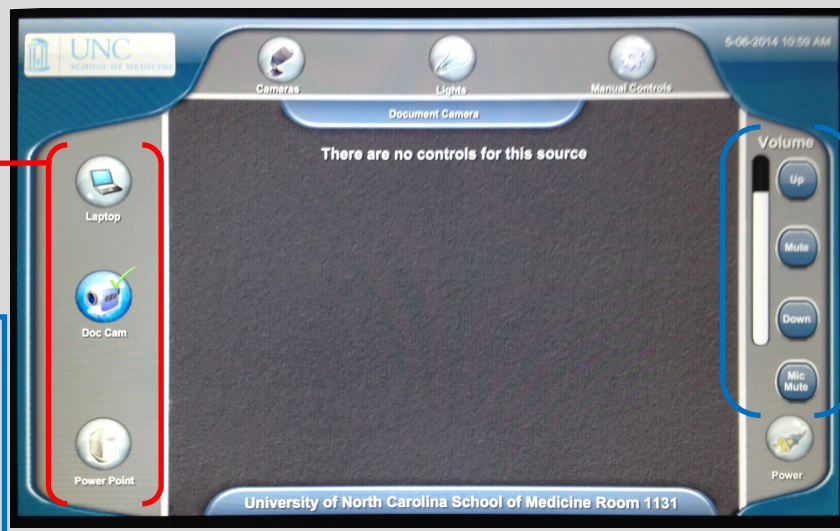 UNC
SCHOOL OF MEDICINE
5-06-2014 10:59 AM
Cameras
Lights
Manual Controls
Document Camera
There are no controls for this source
Volume
Up
Mute
Down
Mic
Mute
Power
Laptop
Doc Cam
Power Point
University of North Carolina School of Medicine Room 1131